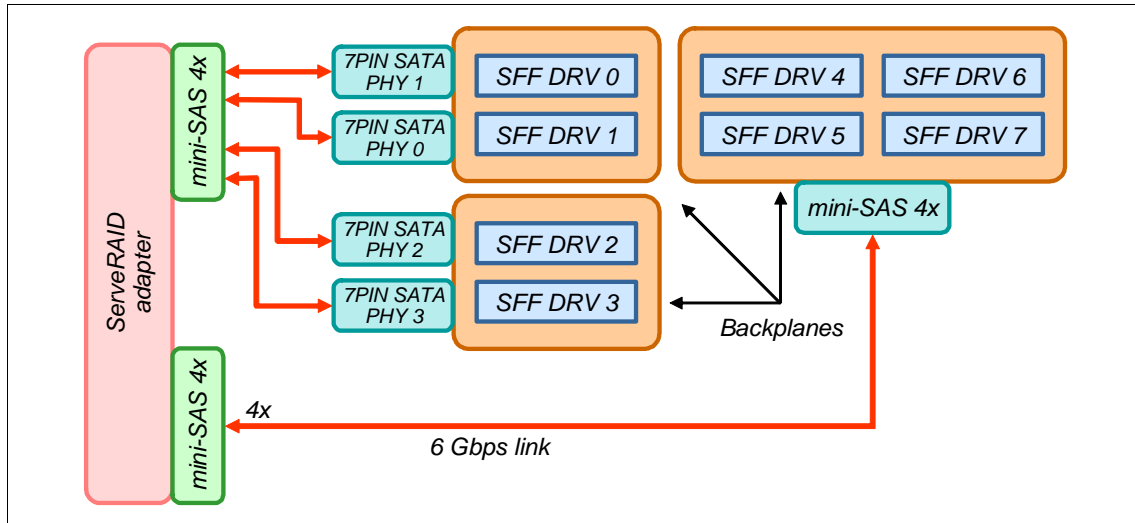 ServeRAID
adapter
mini-SAS 4x
7PIN SATA
PHY 1
7PIN SATA
PHY 0
7PIN SATA
PHY 2
7PIN SATA
PHY 3
SFF DRV 0
SFF DRV 1
SFF DRV 2
SFF DRV 3
SFF DRV 4
SFF DRV 6
SFF DRV 5
SFF DRV 7
mini-SAS 4x
Backplanes
mini-SAS 4x
4x
6 Gbps link